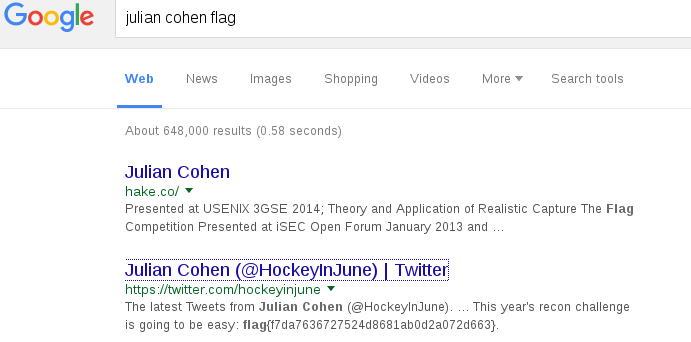 Google julian cohen flag
Web News Images Shopping Videos More Search tools
About 648,000 results (0.58 seconds)
Julian Cohen
hake.co/
Presented at USENIX 3GSE 2014; Theory and Application of Realistic Capture The Flag
Competition Presented at iSEC Open Forum January 2013 and ...
Julian Cohen (@HockeyInJune) | Twitter
https://twitter.com/hockeyinjune
The latest Tweets from Julian Cohen (@HockeyInJune). ... This year's recon challenge
is going to be easy: flag{f7da7636727524d8681ab0d2a072d663}.